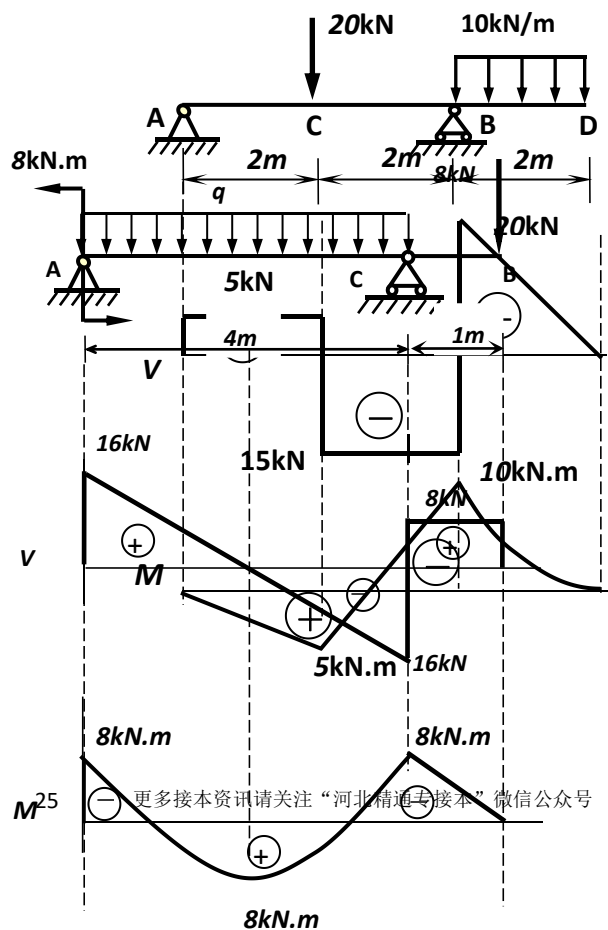 20kN 10kN/m
A C B D
8kN.m
2m 2m 2m
8kN
q
20kN
A 5kN C B
4m 1m
V
-
−
16kN 15kN 10kN.m
8kN
+ +
V M −
−
+
5kN.m 16kN
8kN.m 8kN.m
M − −
25 更多接本资讯请关注“河北精通专接本”微信公众号
+
8kN.m